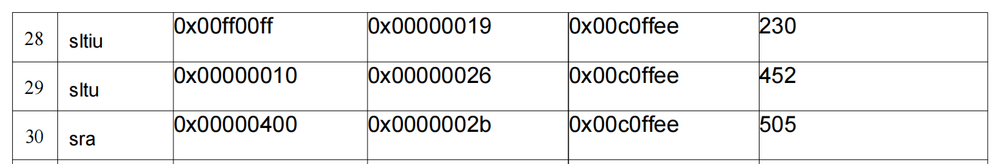 28 sltiu 0x00ff00ff 0x00000019 0x00c0ffee 230
29 sltu 0x00000010 0x00000026 0x00c0ffee 452
30 sra 0x00000400 0x0000002b 0x00c0ffee 505